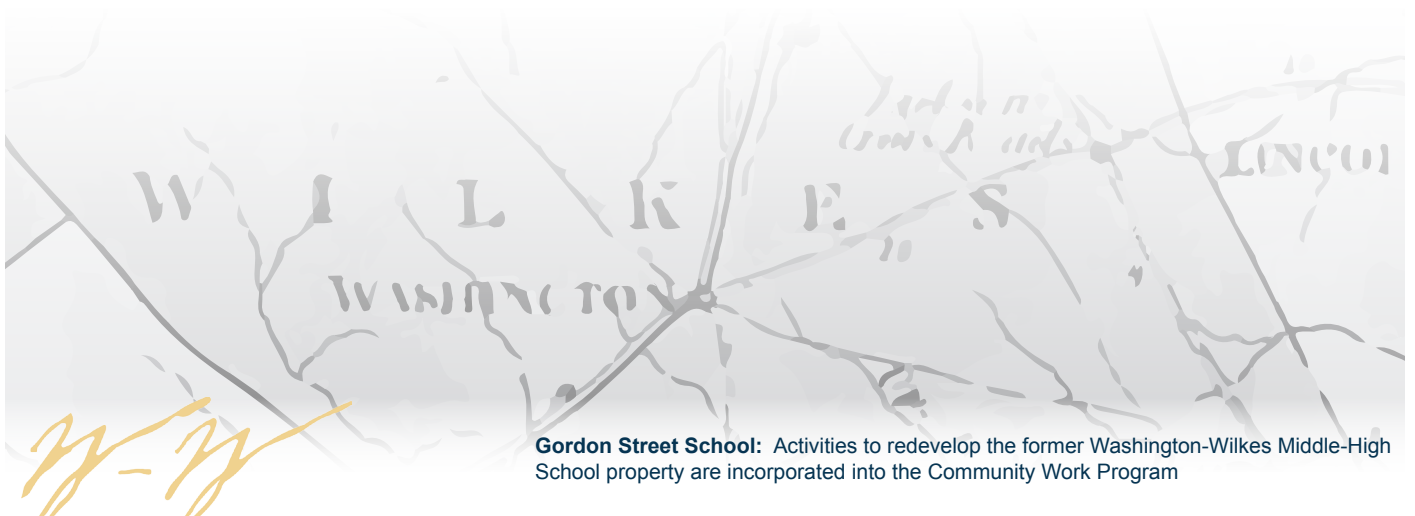 W I L K E S
LINCOL
WASHINGTON
W-W
Gordon Street School: Activities to redevelop the former Washington-Wilkes Middle-High
School property are incorporated into the Community Work Program